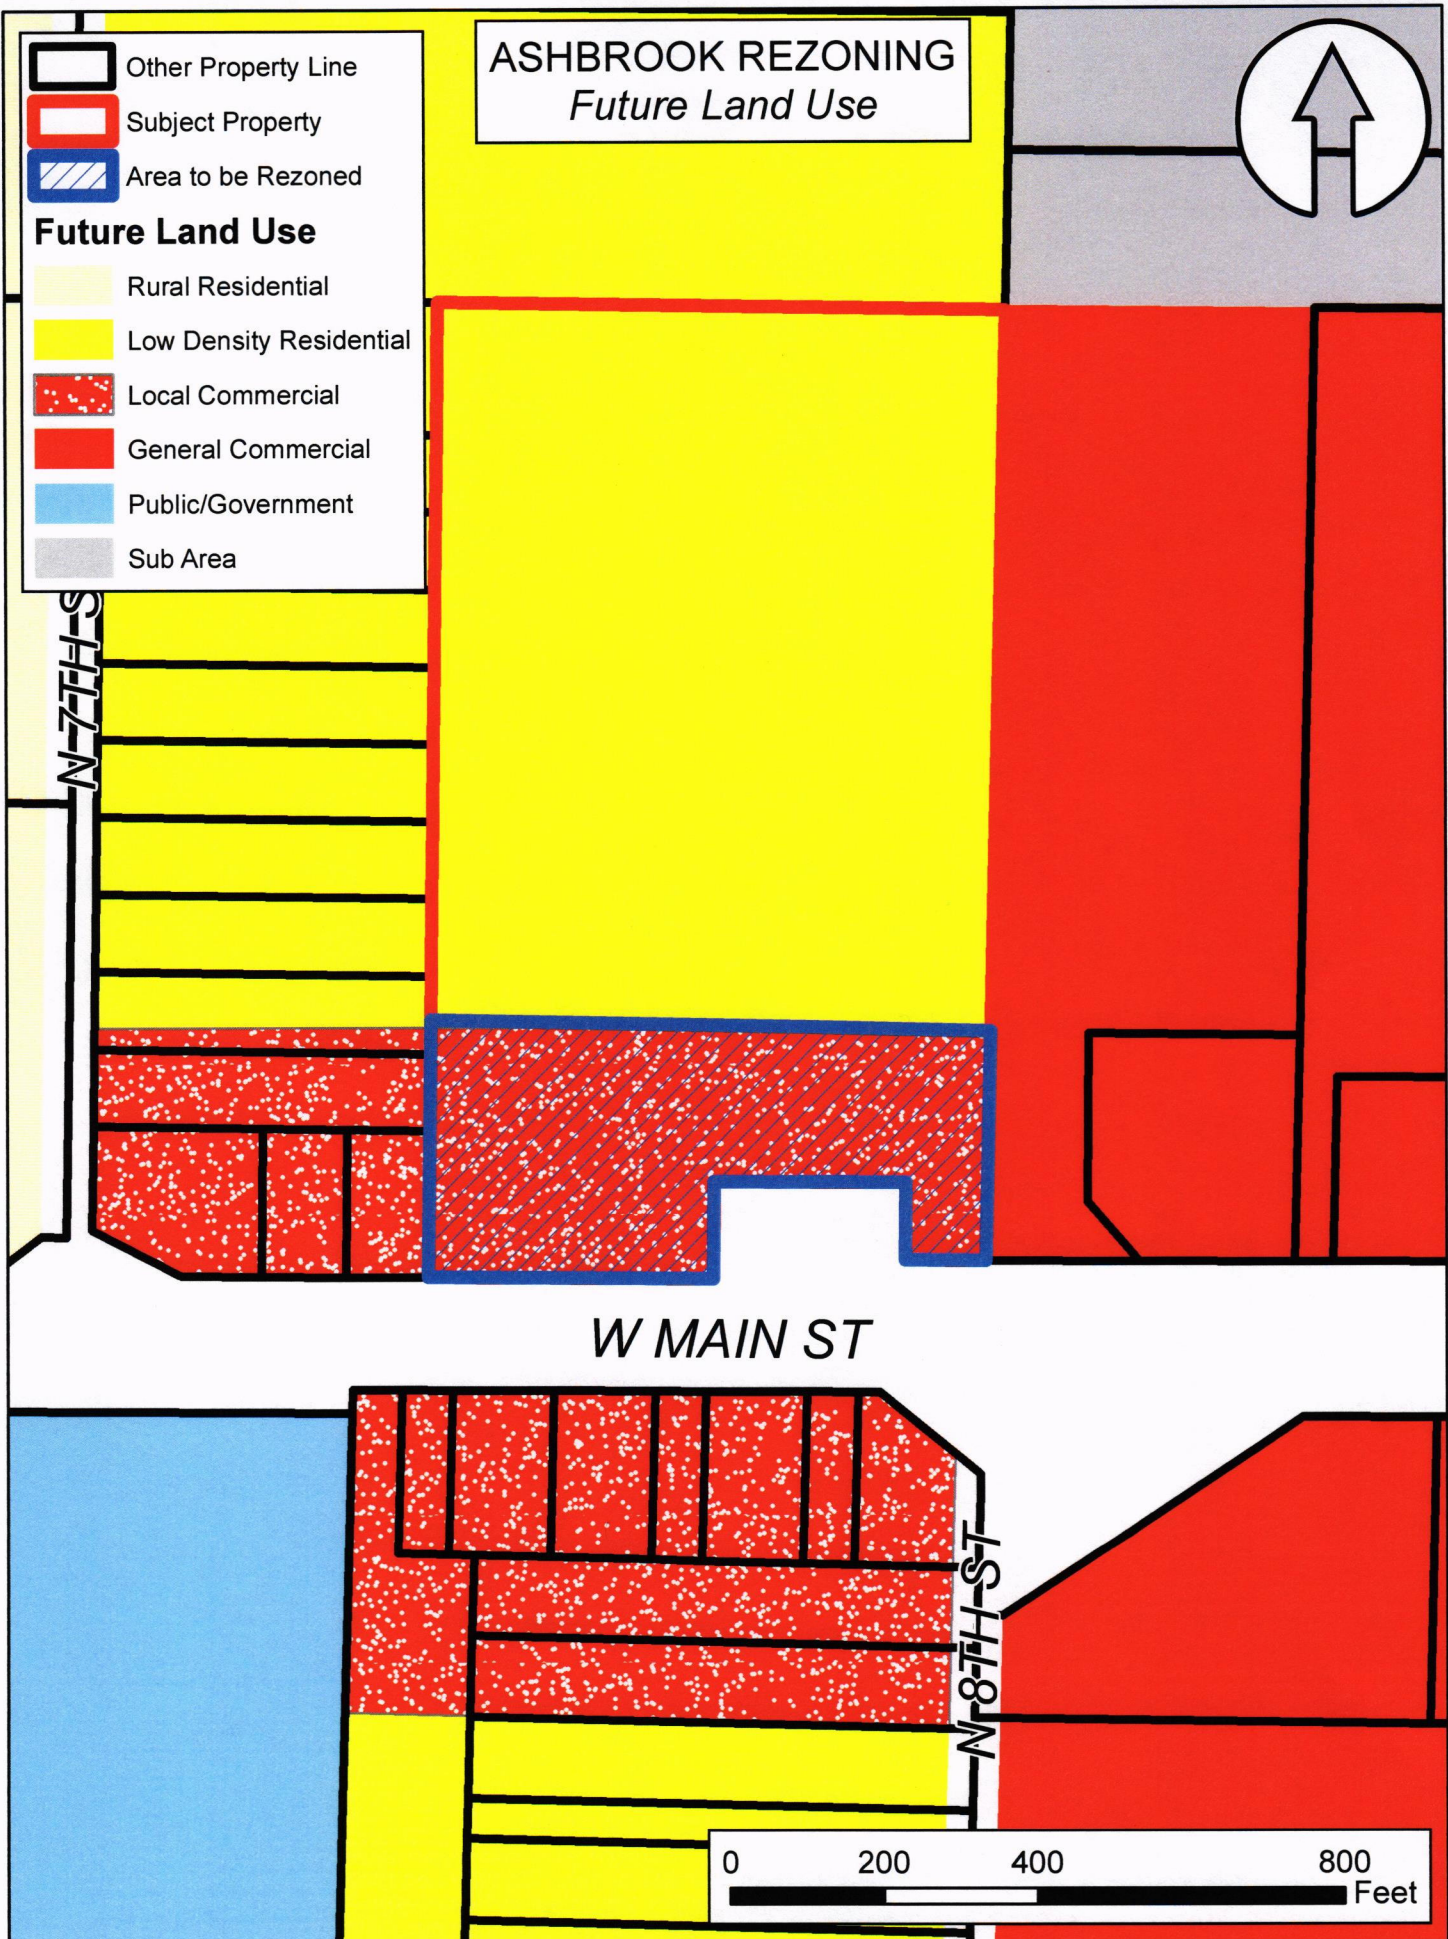 ASHBROOK REZONING
Future Land Use
Other Property Line
Subject Property
Area to be Rezoned
Future Land Use
Rural Residential
Low Density Residential
Local Commercial
General Commercial
Public/Government
Sub Area
N 7TH S
W MAIN ST
N 8TH ST
0 200 400 800
Feet